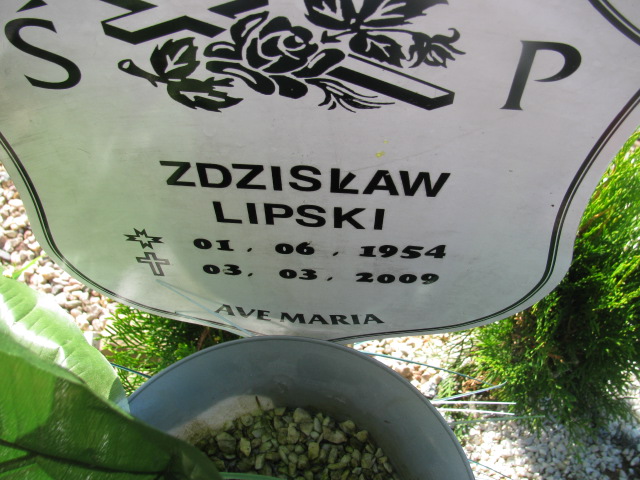 Ś P
ZDZISŁAW
LIPSKI
01. 06. 1954
03. 03. 2009
AVE MARIA